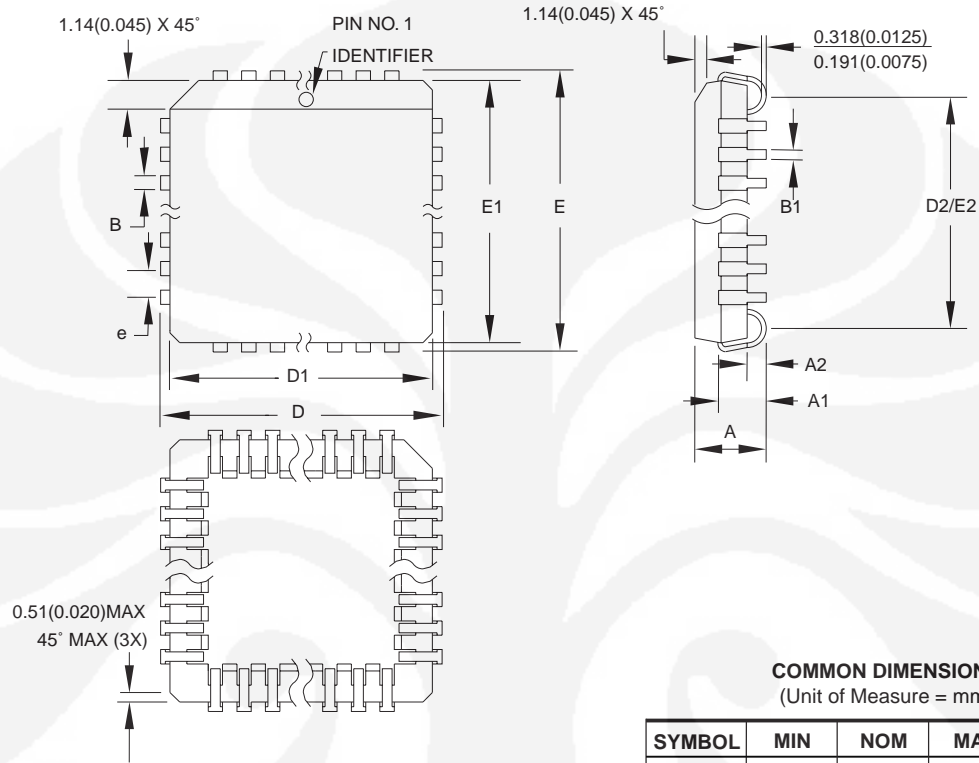 1.14(0.045) X 45˚
PIN NO. 1
IDENTIFIER
1.14(0.045) X 45˚
0.318(0.0125)
0.191(0.0075)
B
e
E1
E
B1
D2/E2
D1
D
A2
A1
A
0.51(0.020)MAX
45˚ MAX (3X)
COMMON DIMENSION
(Unit of Measure = mm
SYMBOL MIN NOM MA